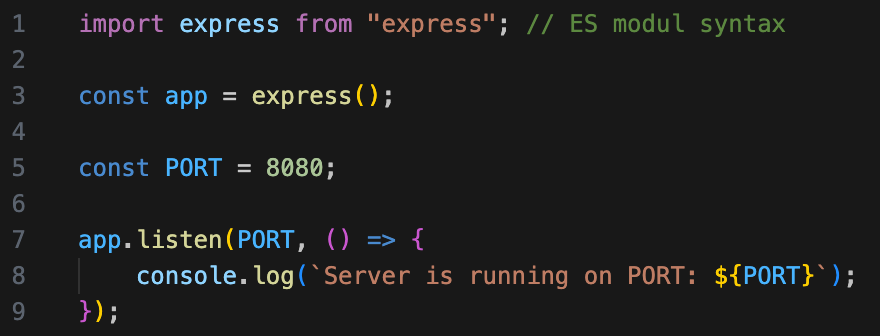 1 import express from "express"; // ES modul syntax
2
3 const app = express();
4
5 const PORT = 8080;
6
7 app.listen(PORT, () => {
8     console.log(`Server is running on PORT: ${PORT}`);
9 });